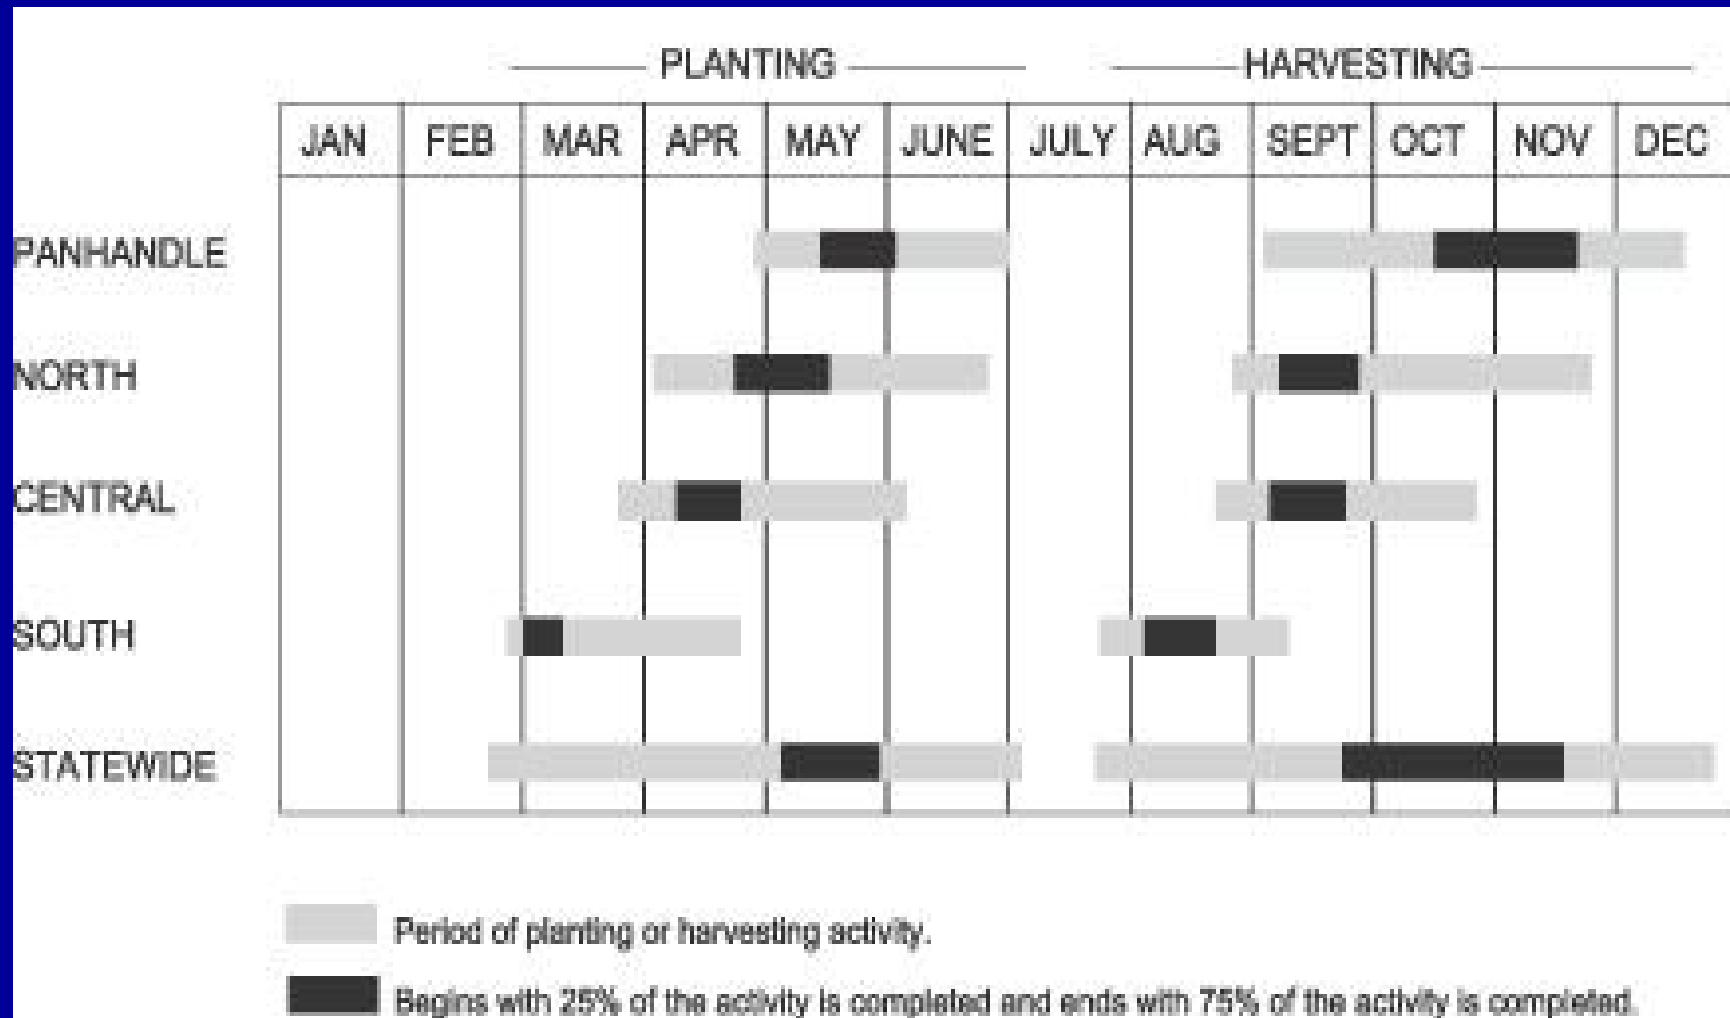 PLANTING HARVESTING
JAN FEB MAR APR MAY JUNE JULY AUG SEPT OCT NOV DEC
PANHANDLE
NORTH
CENTRAL
SOUTH
STATEWIDE
Period of planting or harvesting activity.
Begins with 25% of the activity is completed and ends with 75% of the activity is completed.